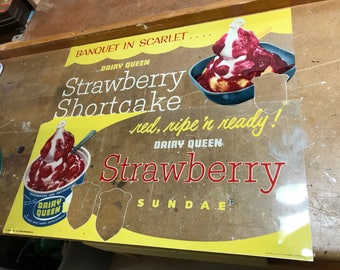 BANQUET IN SCARLET....
DAIRY QUEEN
Strawberry
Shortcake
red, ripe 'n ready!
DAIRY QUEEN
Strawberry
SUNDAE
DAIRY
QUEEN